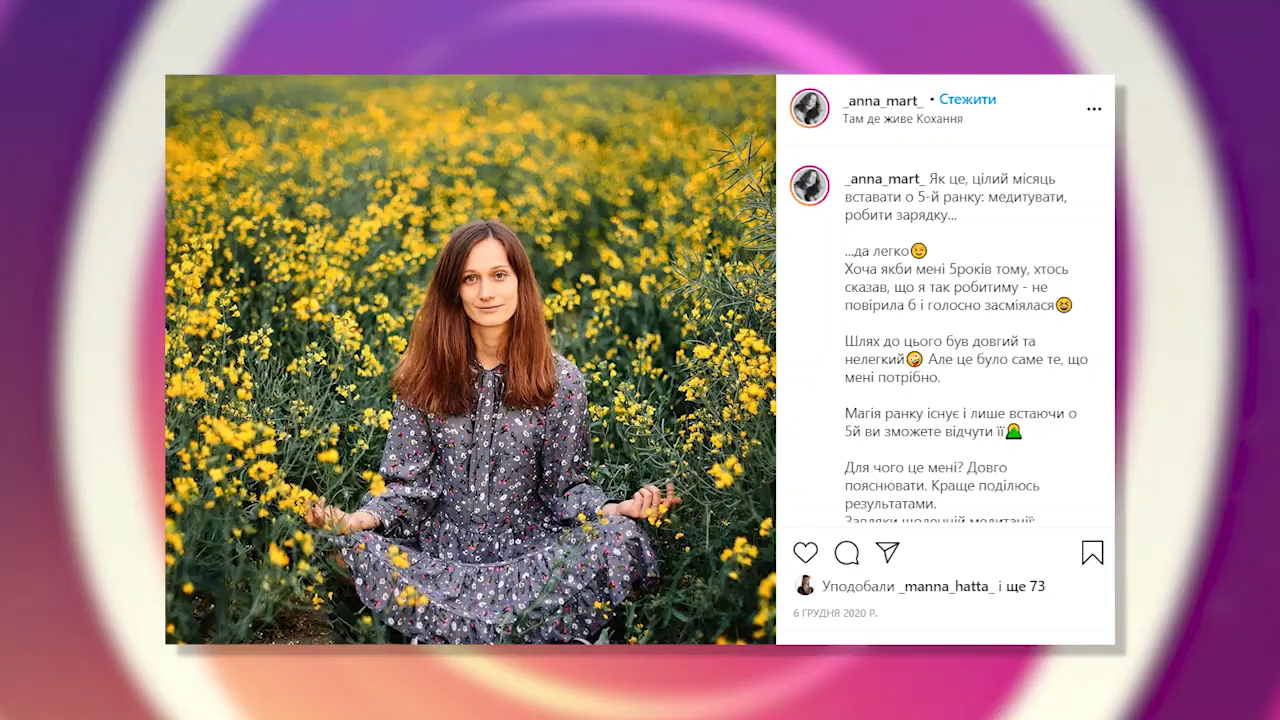 _anna_mart_ • Стежити
Там де живе Кохання
_anna_mart_ Як це, цілий місяць
вставати о 5-й ранку: медитувати,
робити зарядку...
...да легко😉
Хоча якби мені 5років тому, хтось
сказав, що я так робитиму - не
повірила б і голосно засміялася😆
Шлях до цього був довгий та
нелегкий🤪 Але це було саме те, що
мені потрібно.
Магія ранку існує і лише встаючи о
5й ви зможете відчути її
Для чого це мені? Довго
пояснювати. Краще поділюсь
результатами.
Завдяки щоденній медитації:
Уподобали _manna_hatta_ і ще 73
6 ГРУДНЯ 2020 Р.